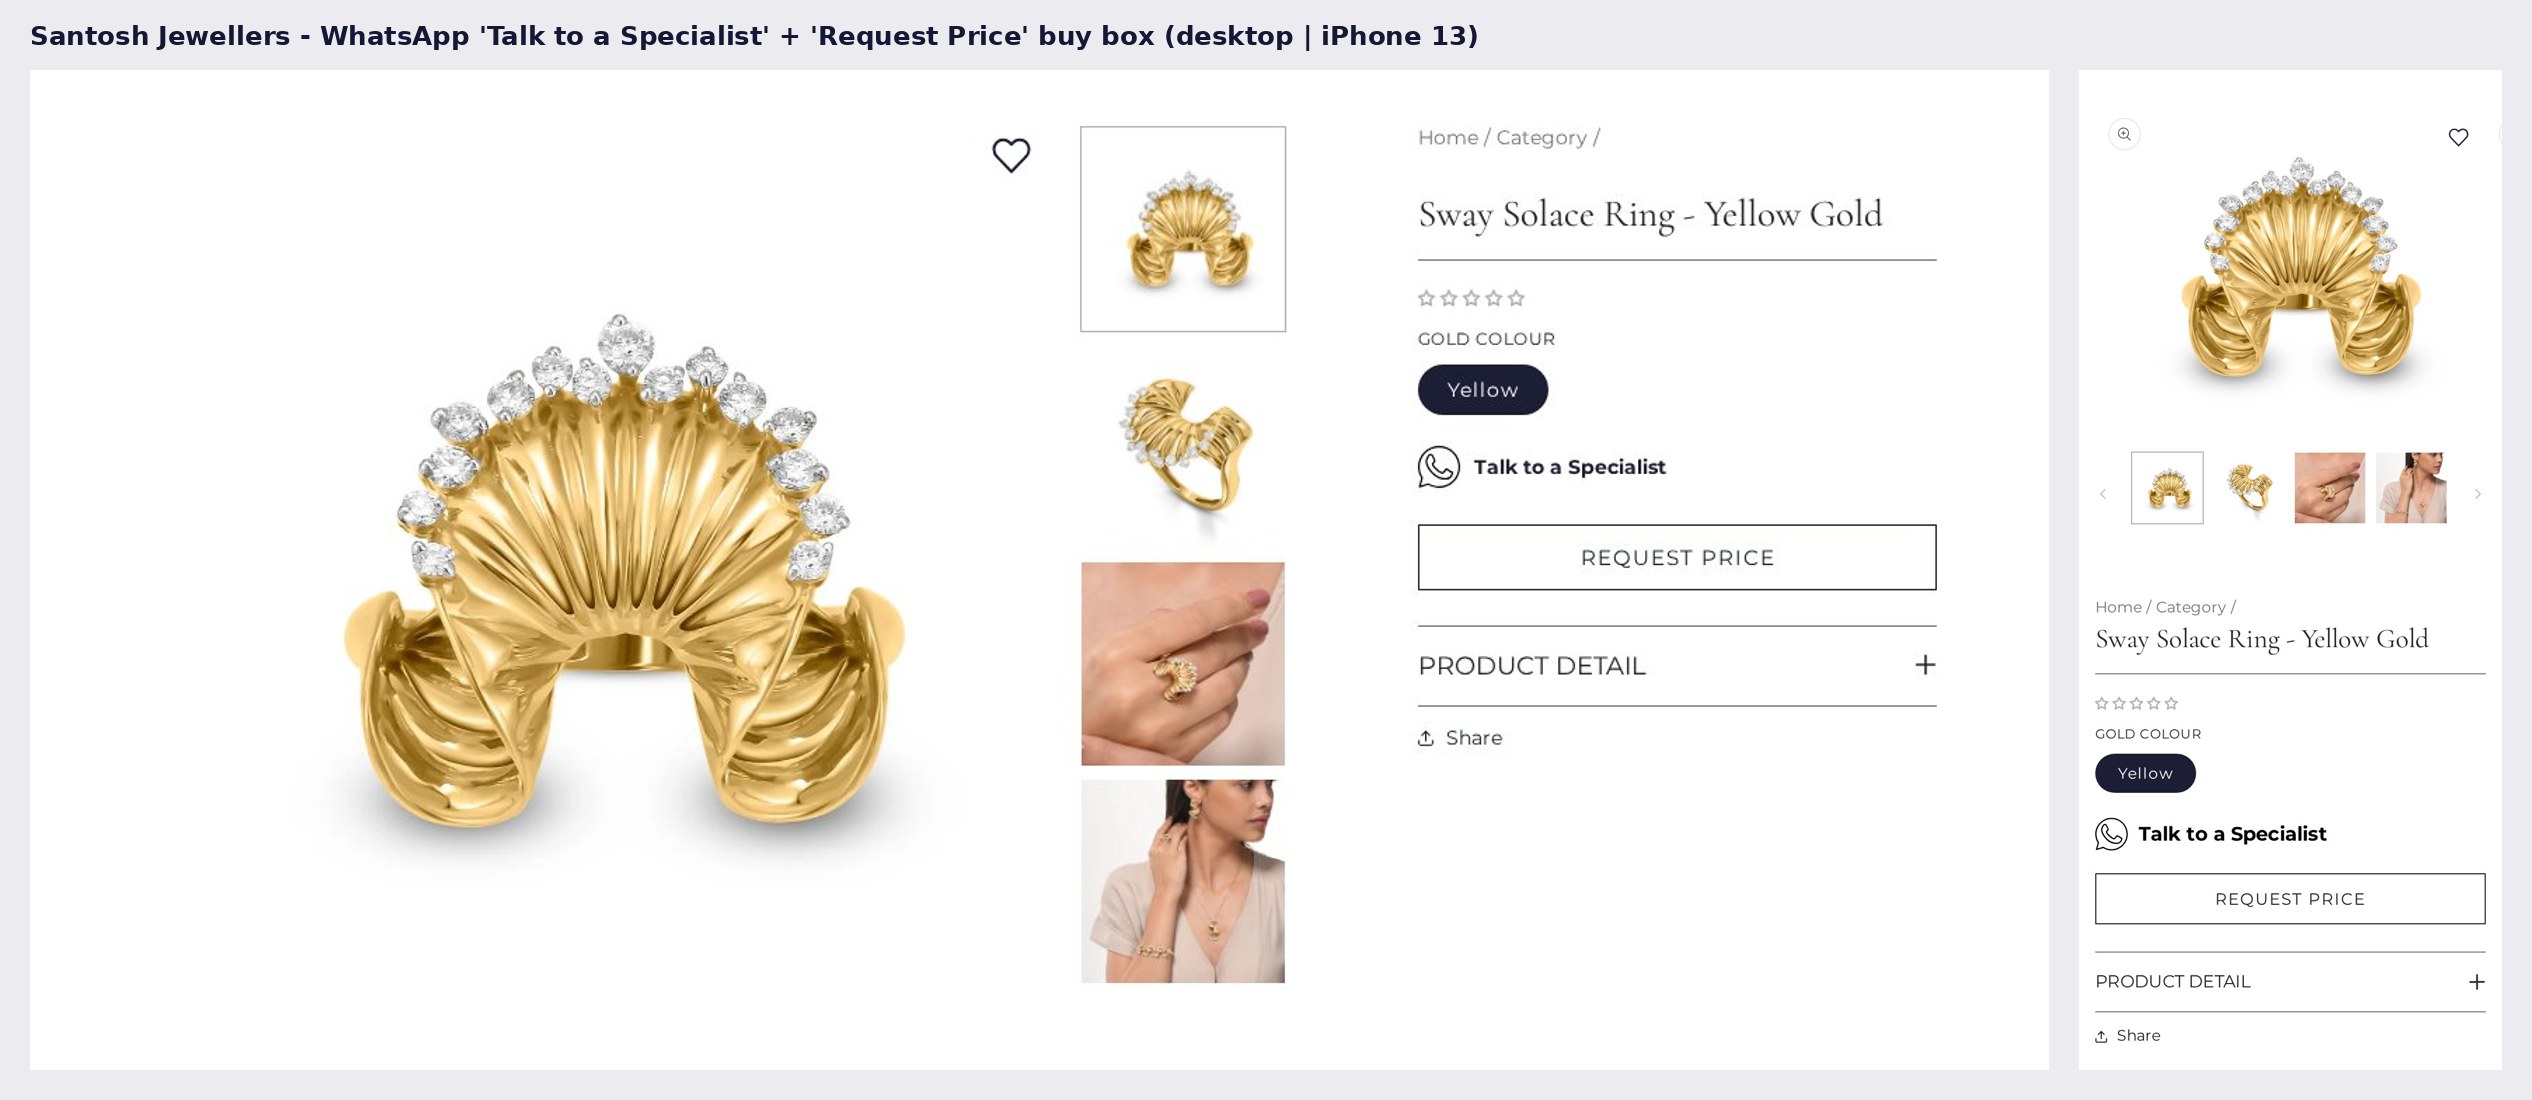 Santosh Jewellers - WhatsApp 'Talk to a Specialist' + 'Request Price' buy box (desktop | iPhone 13)
Home / Category /
Sway Solace Ring - Yellow Gold
GOLD COLOUR
Yellow
Talk to a Specialist
REQUEST PRICE
PRODUCT DETAIL
Share
Home / Category /
Sway Solace Ring - Yellow Gold
GOLD COLOUR
Yellow
Talk to a Specialist
REQUEST PRICE
PRODUCT DETAIL
Share